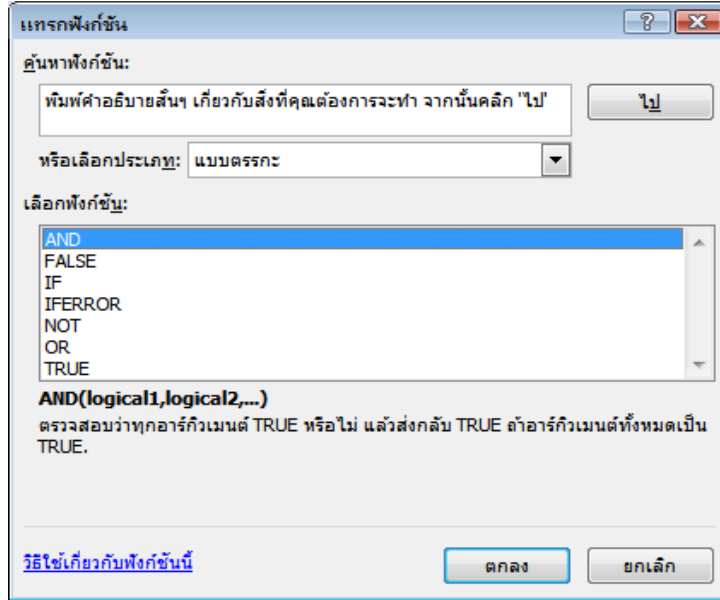 แทรกฟังก์ชัน
ค้นหาฟังก์ชัน:
พิมพ์คำอธิบายสั้นๆ เกี่ยวกับสิ่งที่คุณต้องการจะทำ จากนั้นคลิก 'ไป'
ไป
หรือเลือกประเภท: แบบตรรกะ
เลือกฟังก์ชัน:
AND
FALSE
IF
IFERROR
NOT
OR
TRUE
AND(logical1,logical2,...)
ตรวจสอบว่าทุกอาร์กิวเมนต์ TRUE หรือไม่ แล้วส่งกลับ TRUE ถ้าอาร์กิวเมนต์ทั้งหมดเป็น
TRUE.
วิธีใช้เกี่ยวกับฟังก์ชันนี้
ตกลง
ยกเลิก